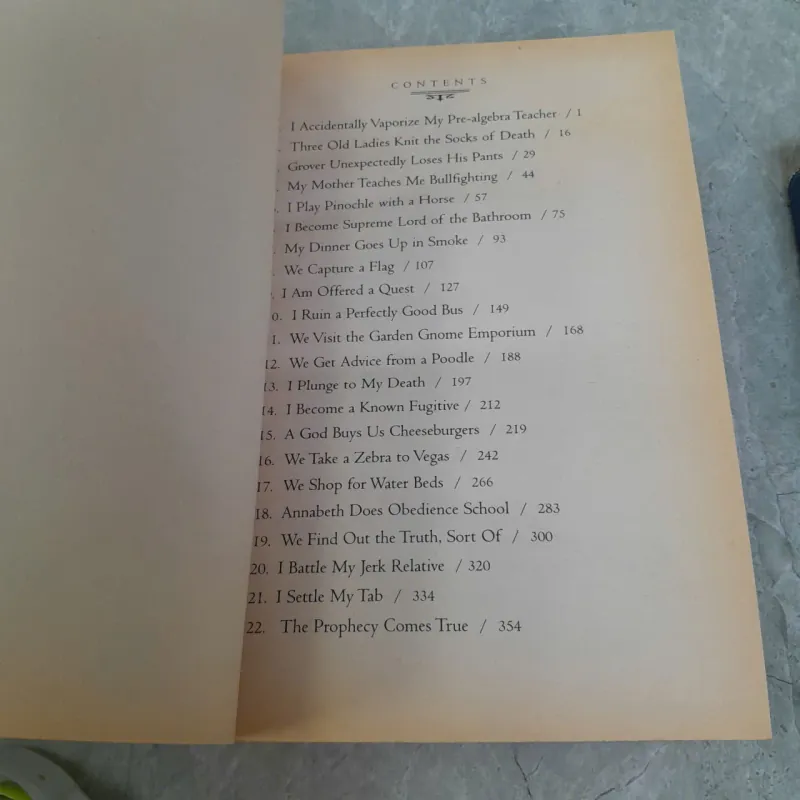 CONTENTS
I Accidentally Vaporize My Pre-algebra Teacher / 1
Three Old Ladies Knit the Socks of Death / 16
Grover Unexpectedly Loses His Pants / 29
My Mother Teaches Me Bullfighting / 44
I Play Pinochle with a Horse / 57
I Become Supreme Lord of the Bathroom / 75
My Dinner Goes Up in Smoke / 93
We Capture a Flag / 107
I Am Offered a Quest / 127
0. I Ruin a Perfectly Good Bus / 149
1. We Visit the Garden Gnome Emporium / 168
12. We Get Advice from a Poodle / 188
13. I Plunge to My Death / 197
14. I Become a Known Fugitive / 212
15. A God Buys Us Cheeseburgers / 219
16. We Take a Zebra to Vegas / 242
17. We Shop for Water Beds / 266
18. Annabeth Does Obedience School / 283
19. We Find Out the Truth, Sort Of / 300
20. I Battle My Jerk Relative / 320
21. I Settle My Tab / 334
22. The Prophecy Comes True / 354